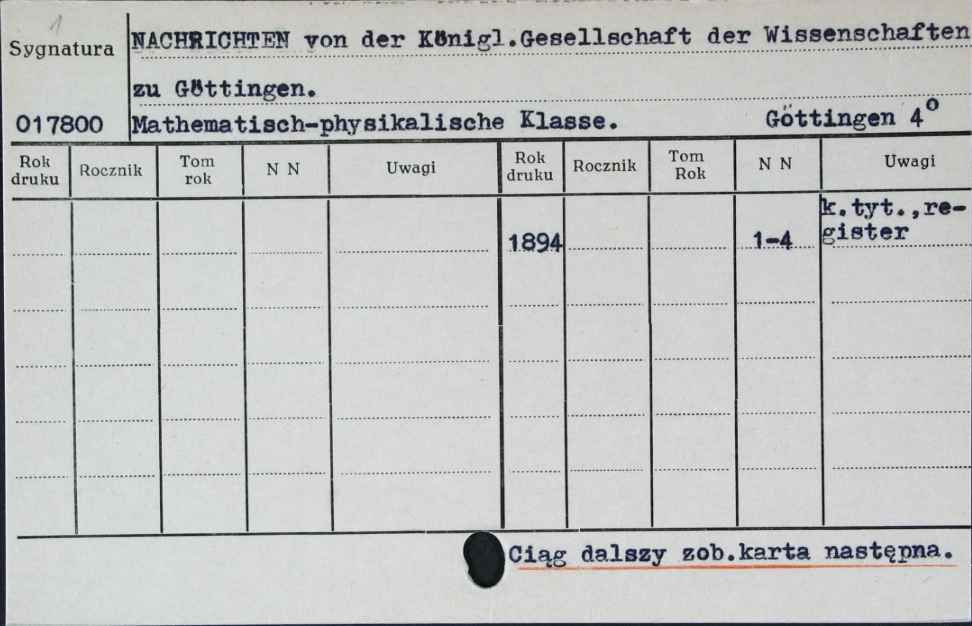 1
Sygnatura
NACHRICHTEN von der Königl.Gesellschaft der Wissenschaften
zu Göttingen.
017800
Mathematisch-physikalische Klasse. Göttingen 4°
Rok druku Rocznik Tom rok N N Uwagi Rok druku Rocznik Tom Rok N N Uwagi
1894 1-4 k.tyt.,re-
gister
Ciąg dalszy zob.karta następna.